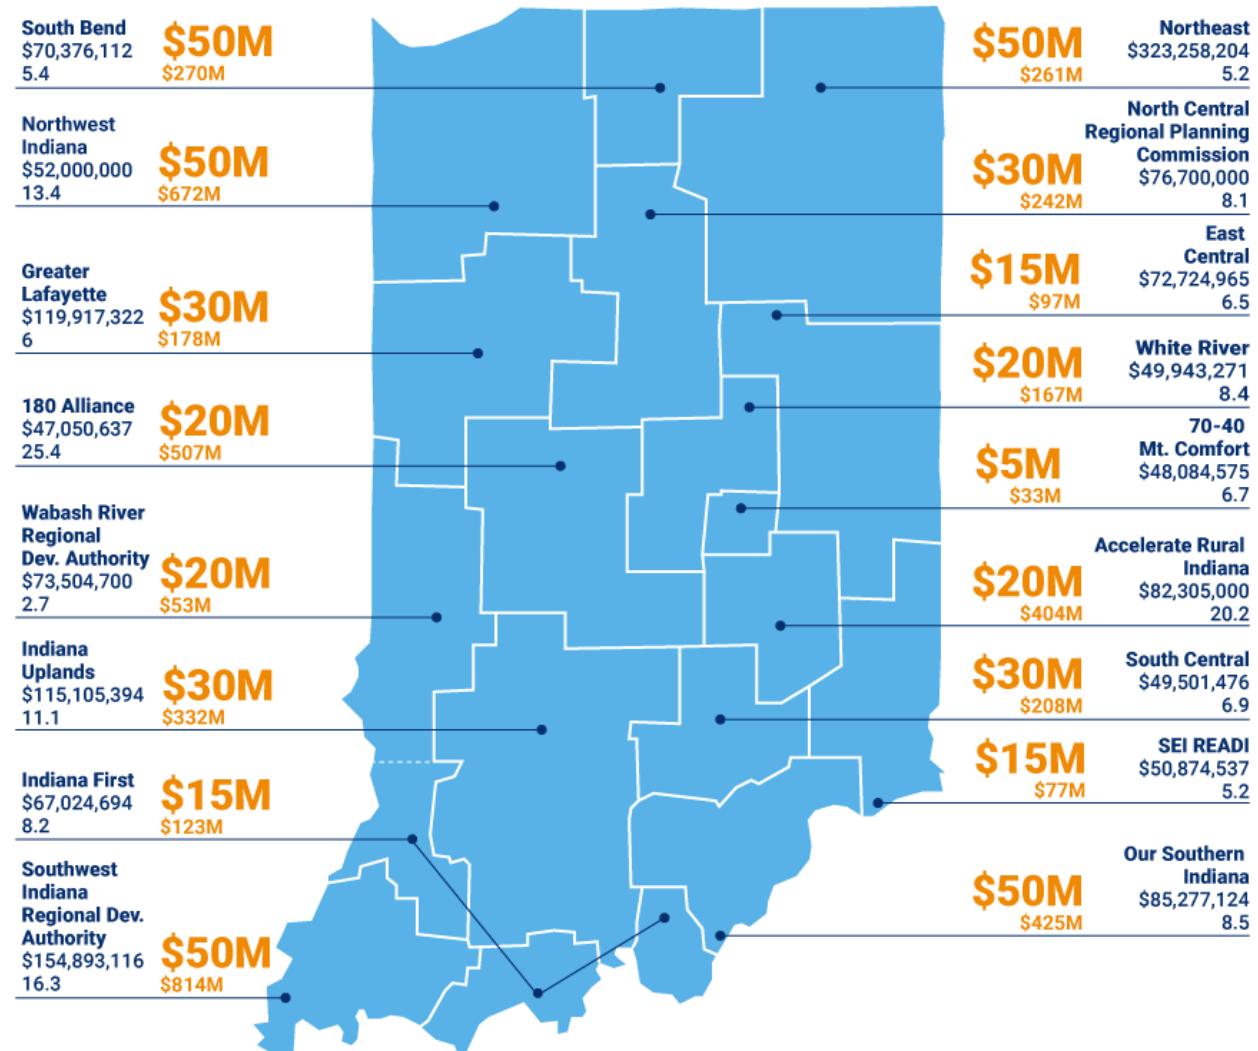 South Bend
$70,376,112
5.4
$50M
$270M
Northwest
Indiana
$52,000,000
13.4
$50M
$672M
Greater
Lafayette
$119,917,322
6
$30M
$178M
180 Alliance
$47,050,637
25.4
$20M
$507M
Wabash River
Regional
Dev. Authority
$73,504,700
2.7
$20M
$53M
Indiana
Uplands
$115,105,394
11.1
$30M
$332M
Indiana First
$67,024,694
8.2
$15M
$123M
Southwest
Indiana
Regional Dev.
Authority
$154,893,116
16.3
$50M
$814M
$50M
$261M
Northeast
$323,258,204
5.2
North Central
Regional Planning
Commission
$76,700,000
8.1
$30M
$242M
East
Central
$72,724,965
6.5
$15M
$97M
White River
$49,943,271
8.4
$20M
$167M
70-40
Mt. Comfort
$48,084,575
6.7
$5M
$33M
Accelerate Rural
Indiana
$82,305,000
20.2
$20M
$404M
South Central
$49,501,476
6.9
$30M
$208M
SEI READI
$50,874,537
5.2
$15M
$77M
Our Southern
Indiana
$85,277,124
8.5
$50M
$425M